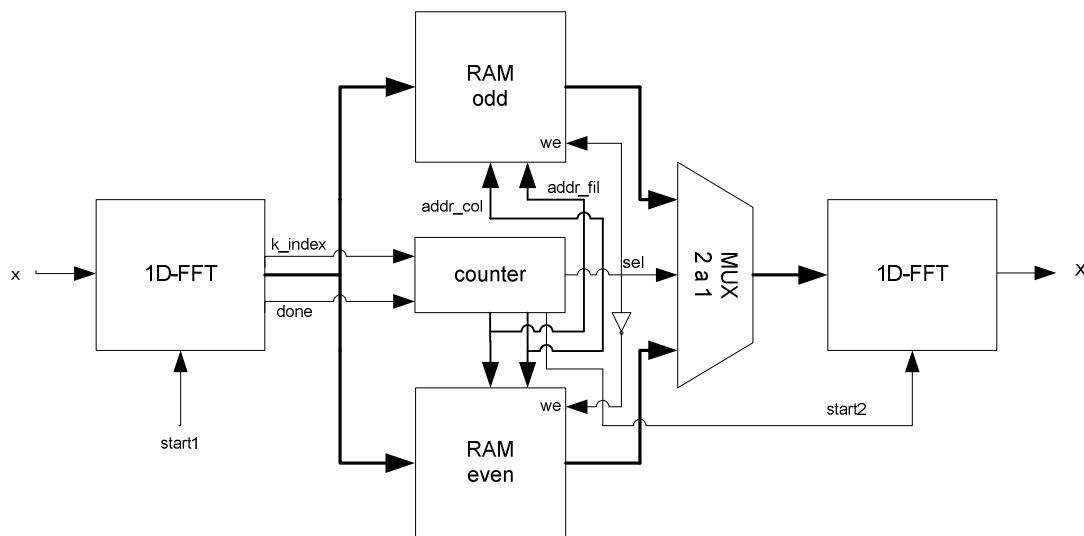 RAM
odd
we
addr_fil
addr_col
k_index
x
1D-FFT
counter
sel
MUX
2 a 1
1D-FFT
X
done
we
start1
start2
RAM
even